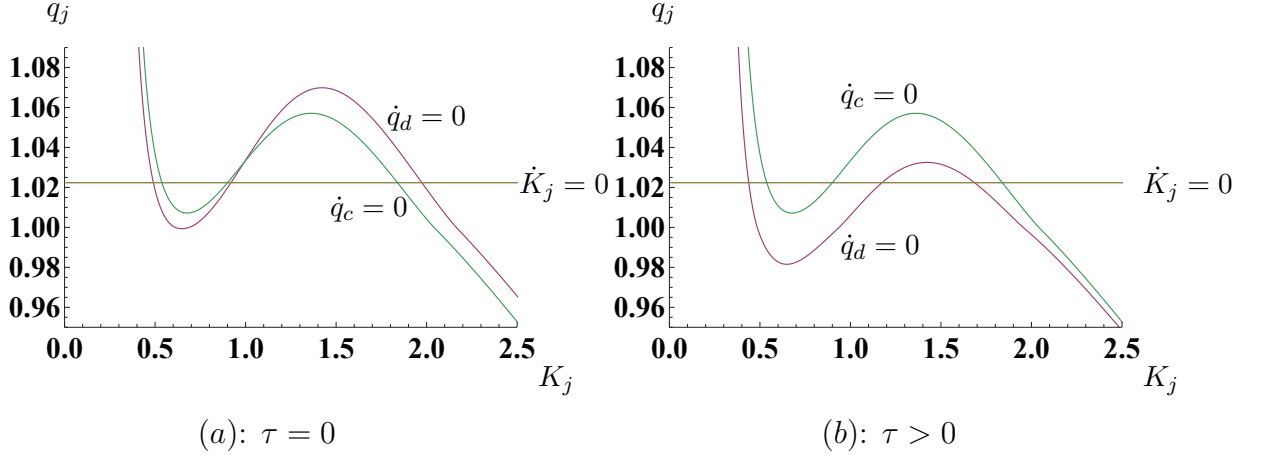 q_j
1.08
1.06
1.04
1.02
1.00
0.98
0.96
0.0 0.5 1.0 1.5 2.0 2.5
K_j
q̇_d = 0
q̇_c = 0
K̇_j = 0
(a): τ = 0
q_j
1.08
1.06
1.04
1.02
1.00
0.98
0.96
0.0 0.5 1.0 1.5 2.0 2.5
K_j
q̇_c = 0
q̇_d = 0
K̇_j = 0
(b): τ > 0